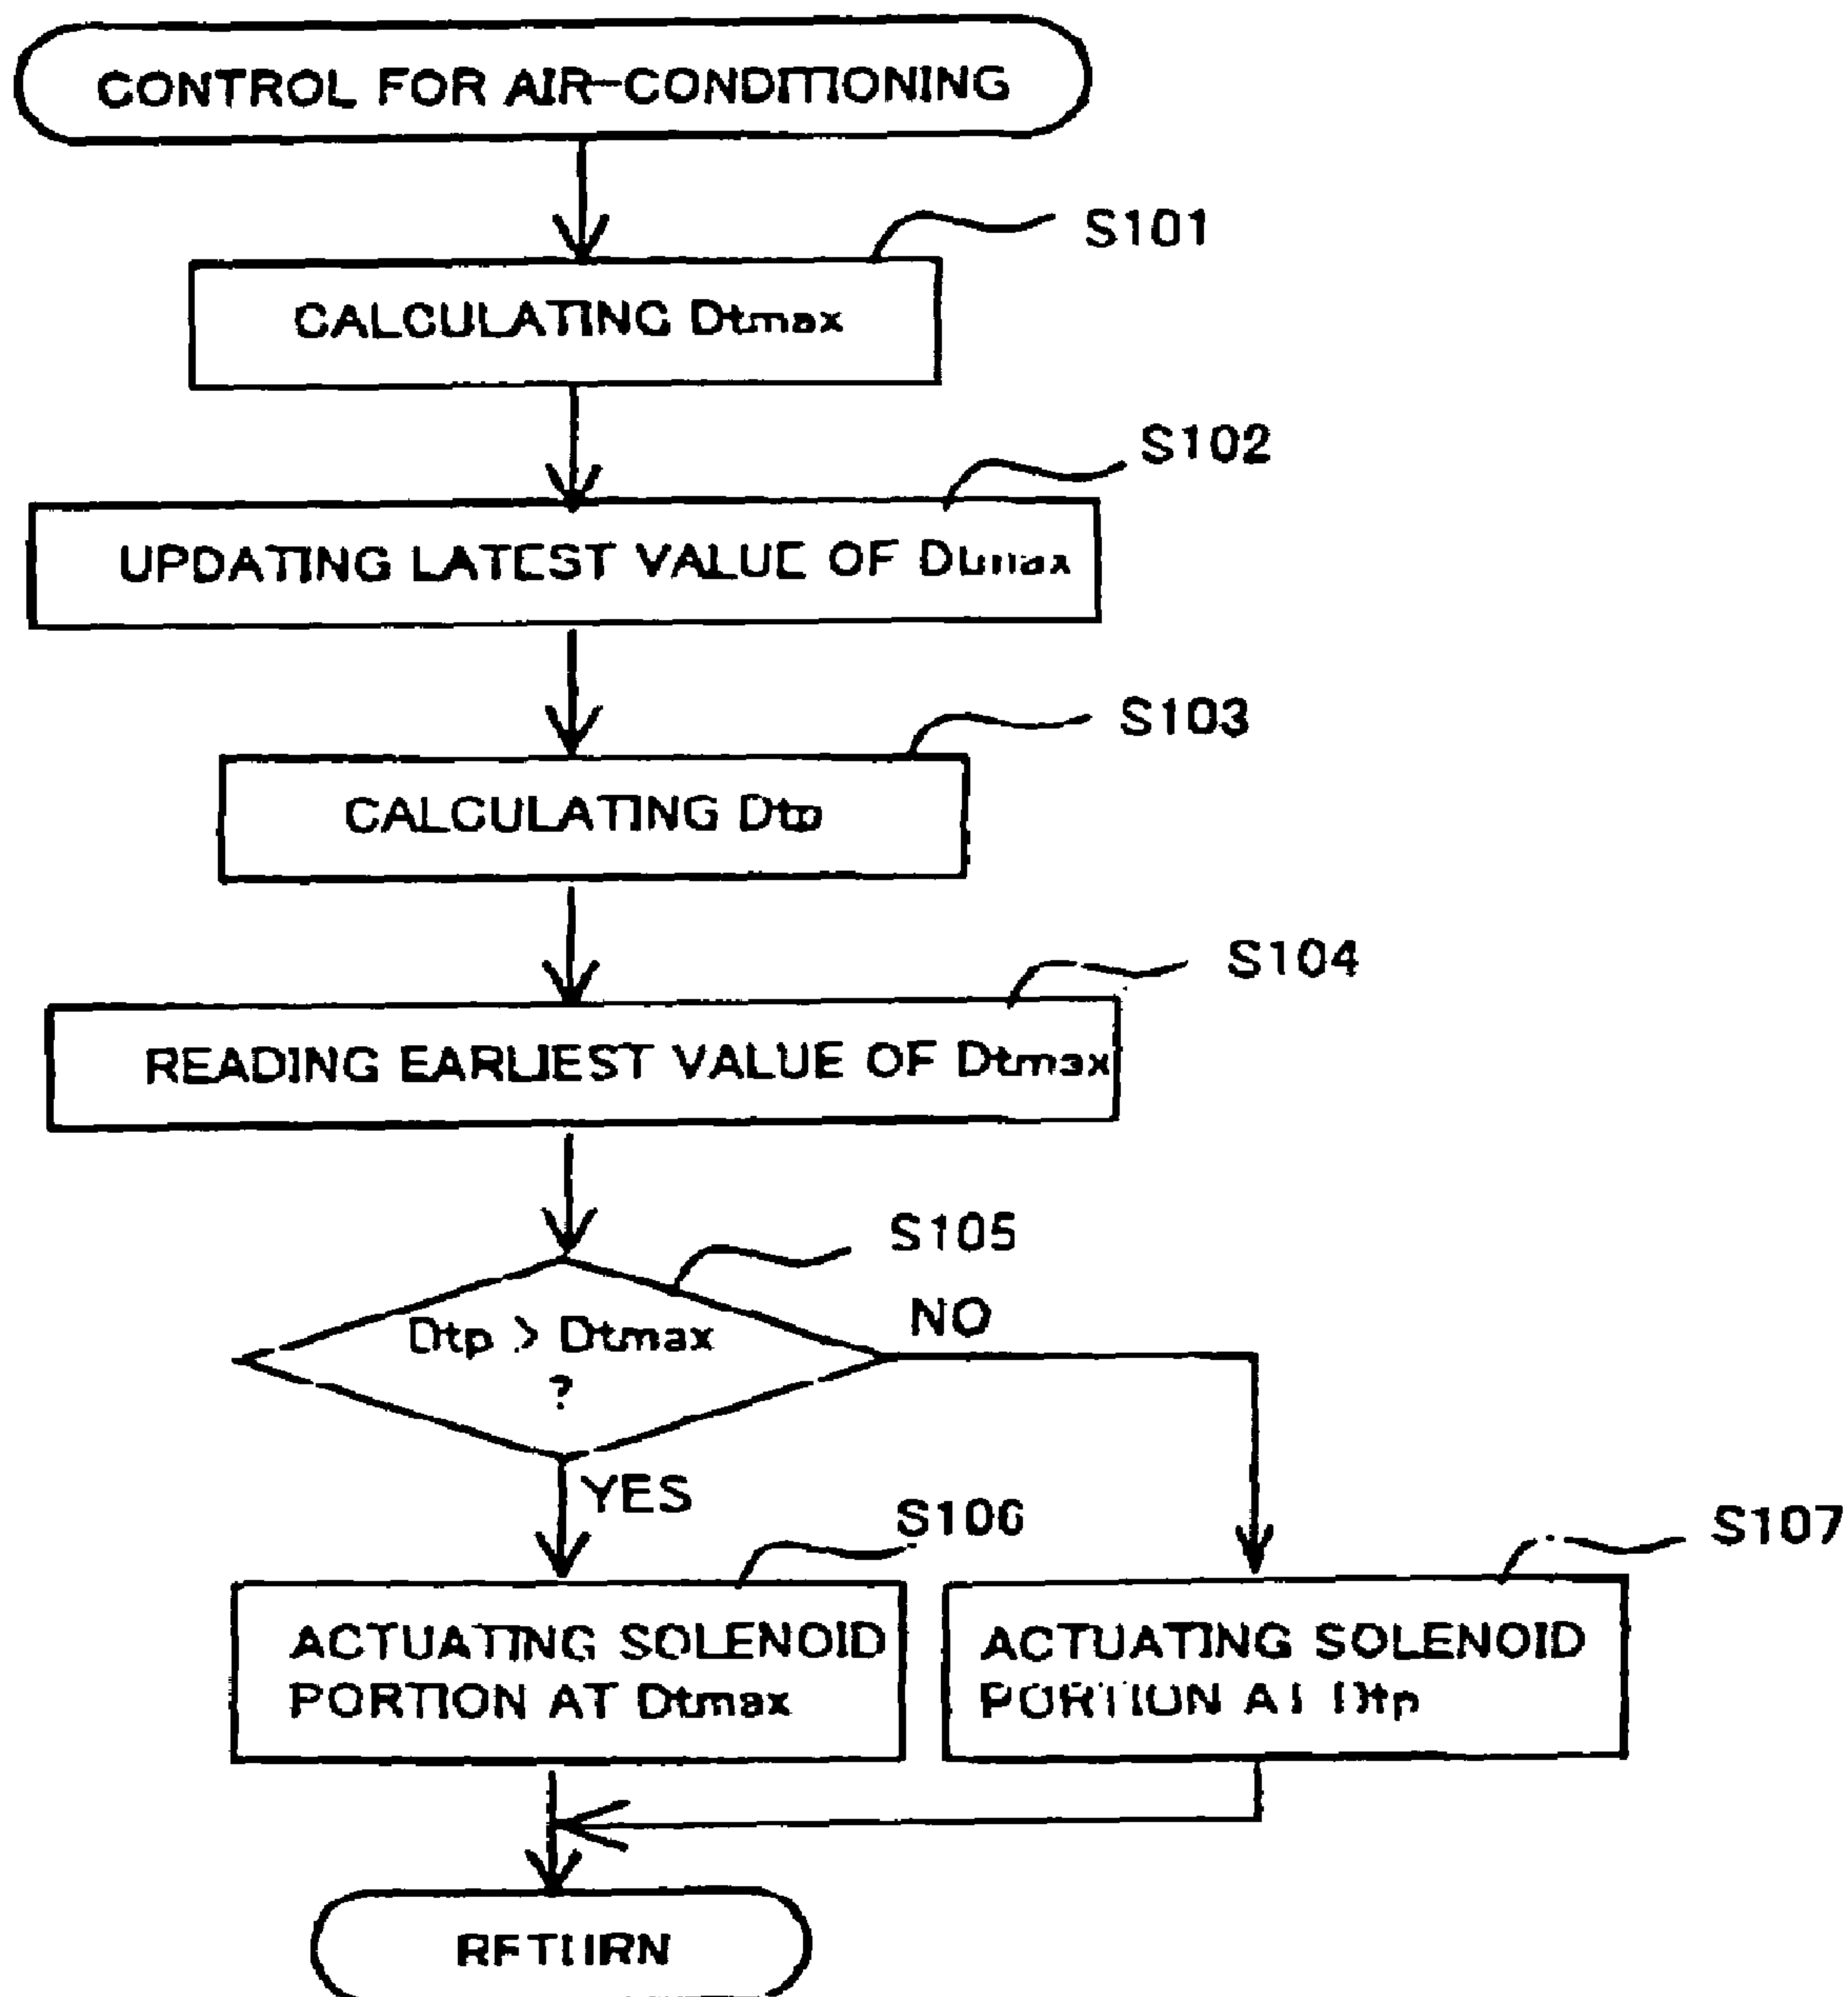 CONTROL FOR AIR-CONDITIONING
S101
CALCULATING Dtmax
S102
UPDATING LATEST VALUE OF Dtmax
S103
CALCULATING Dtp
S104
READING EARLIEST VALUE OF Dtmax
S105
Dtp > Dtmax
?
NO
YES
S106
ACTUATING SOLENOID
PORTION AT Dtmax
S107
ACTUATING SOLENOID
PORTION AT Dtp
RETURN